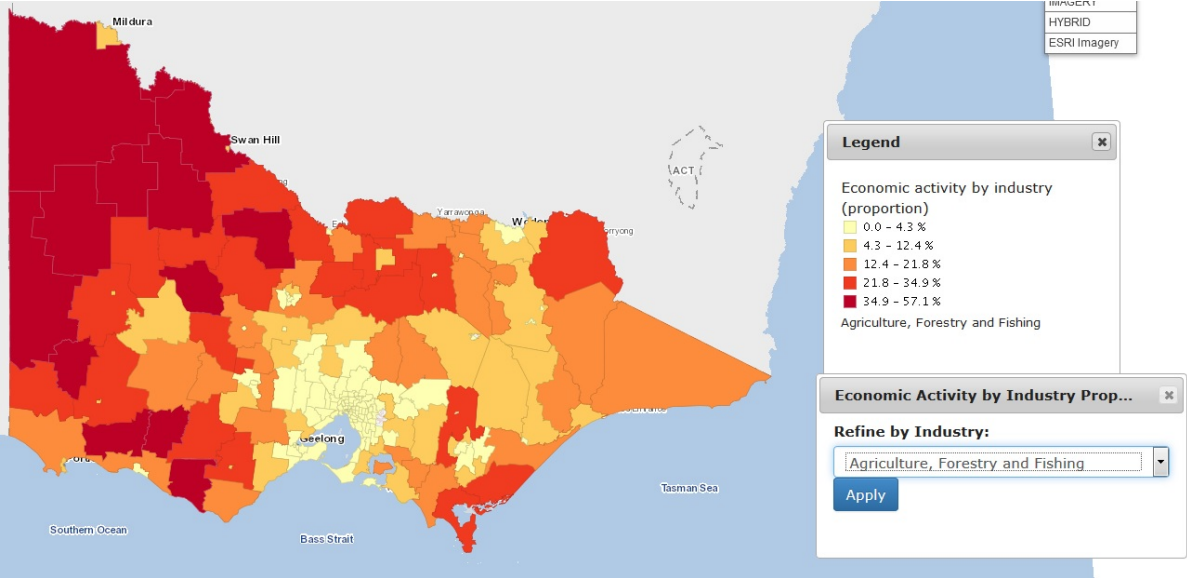 IMAGERY
HYBRID
ESRI Imagery
Mildura
Swan Hill
ACT
Yarrawonga
Geelong
Tasman Sea
Southern Ocean
Bass Strait
Legend
Economic activity by industry
(proportion)
0.0 – 4.3 %
4.3 – 12.4 %
12.4 – 21.8 %
21.8 – 34.9 %
34.9 – 57.1 %
Agriculture, Forestry and Fishing
Economic Activity by Industry Prop...
Refine by Industry:
Agriculture, Forestry and Fishing
Apply